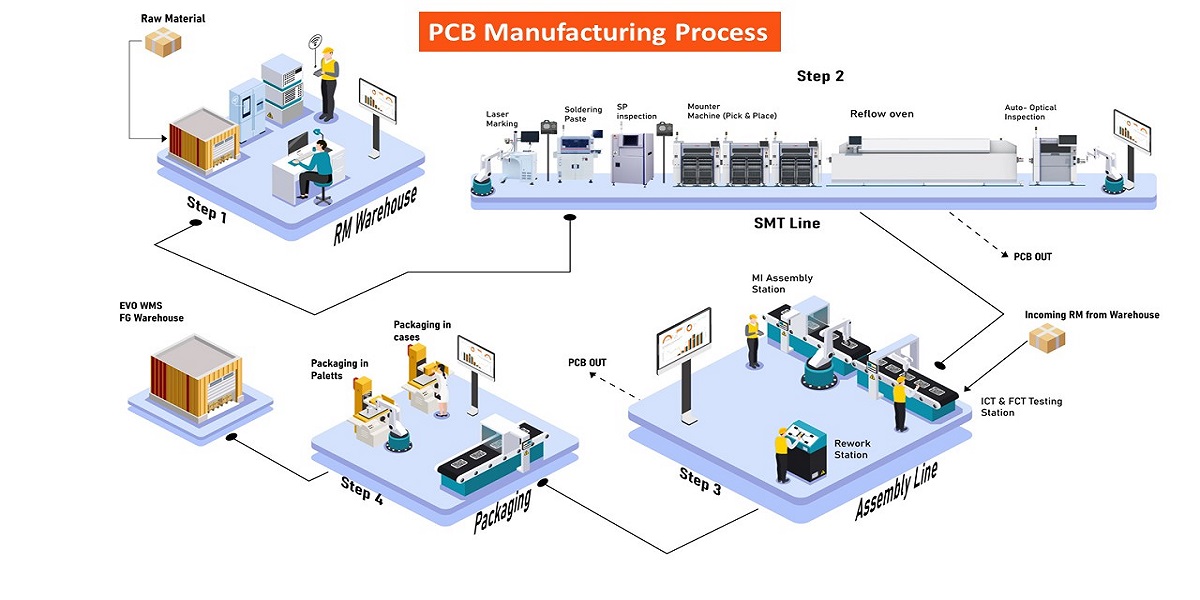 PCB Manufacturing Process
Raw Material
Step 1
RM Warehouse
Step 2
Laser
Marking
Soldering
Paste
SP
inspection
Mounter
Machine (Pick & Place)
Reflow oven
Auto- Optical
Inspection
SMT Line
PCB OUT
MI Assembly
Station
Incoming RM from Warehouse
ICT & FCT Testing
Station
Rework
Station
PCB OUT
Step 3
Assembly Line
Packaging in
cases
Packaging in
Paletts
Step 4
Packaging
EVO WMS
FG Warehouse